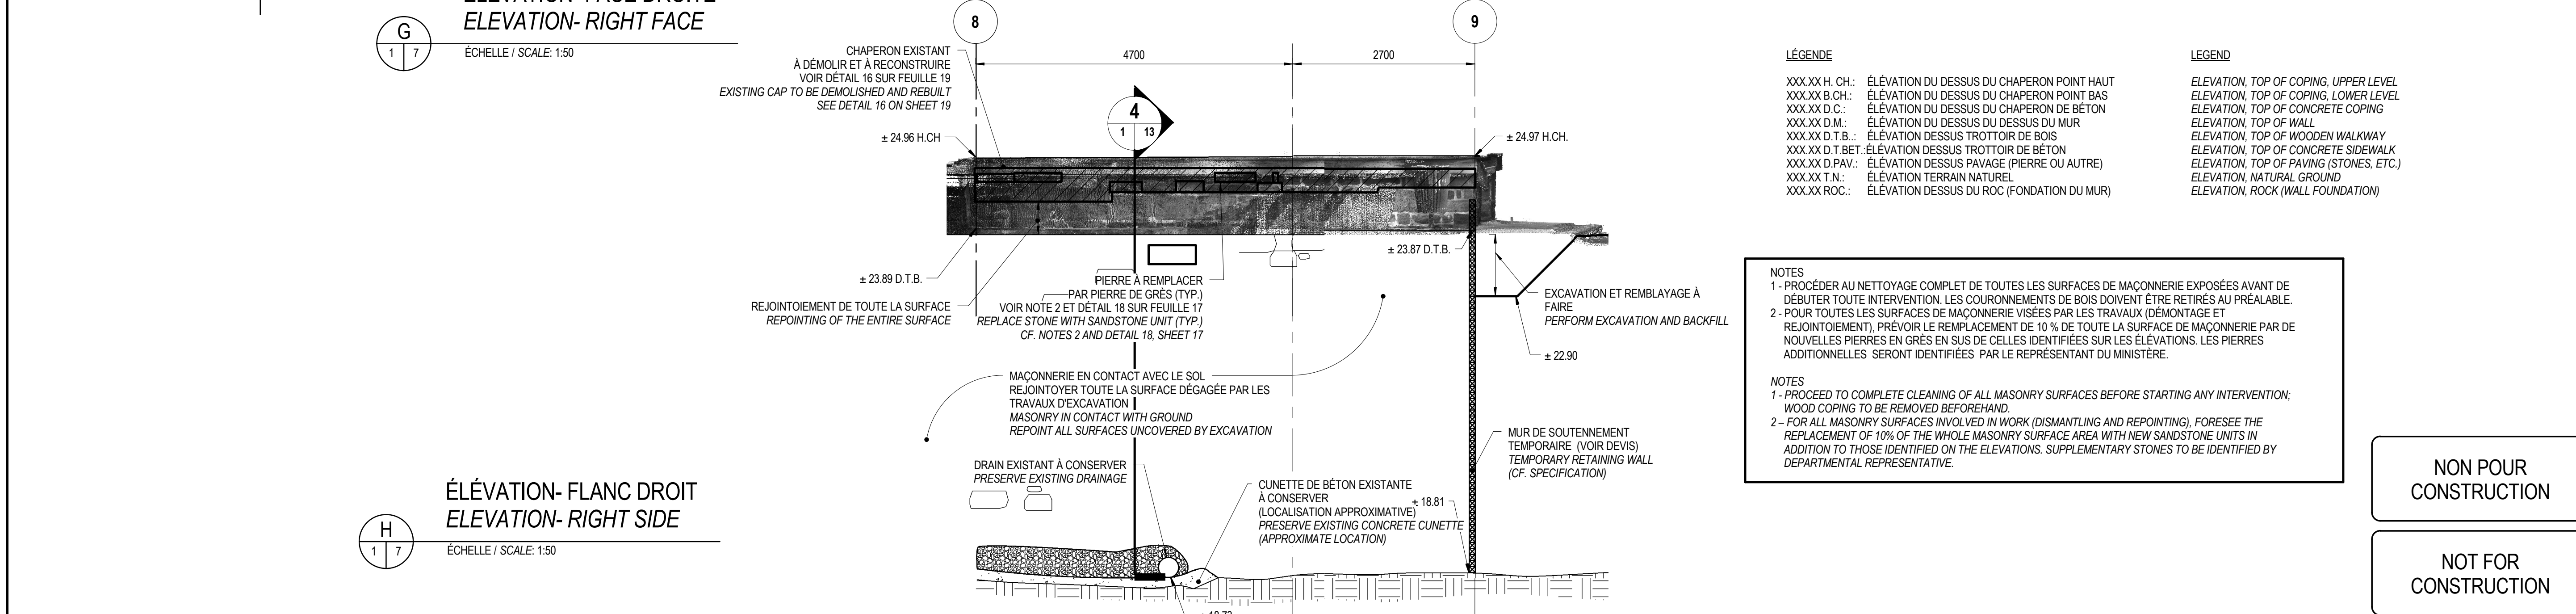 ELEVATION- RIGHT FACE
G
1 7
ÉCHELLE / SCALE: 1:50
8
9
4700
2700
CHAPERON EXISTANT
À DÉMOLIR ET À RECONSTRUIRE
VOIR DÉTAIL 16 SUR FEUILLE 19
EXISTING CAP TO BE DEMOLISHED AND REBUILT
SEE DETAIL 16 ON SHEET 19
4
1 13
± 24.96 H.CH
± 24.97 H.CH.
± 23.89 D.T.B.
± 23.87 D.T.B.
REJOINTOIEMENT DE TOUTE LA SURFACE
REPOINTING OF THE ENTIRE SURFACE
PIERRE À REMPLACER
PAR PIERRE DE GRÈS (TYP.)
VOIR NOTE 2 ET DÉTAIL 18 SUR FEUILLE 17
REPLACE STONE WITH SANDSTONE UNIT (TYP.)
CF. NOTES 2 AND DETAIL 18, SHEET 17
EXCAVATION ET REMBLAYAGE À
FAIRE
PERFORM EXCAVATION AND BACKFILL
± 22.90
MAÇONNERIE EN CONTACT AVEC LE SOL
REJOINTOYER TOUTE LA SURFACE DÉGAGÉE PAR LES
TRAVAUX D'EXCAVATION
MASONRY IN CONTACT WITH GROUND
REPOINT ALL SURFACES UNCOVERED BY EXCAVATION
DRAIN EXISTANT À CONSERVER
PRESERVE EXISTING DRAINAGE
CUNETTE DE BÉTON EXISTANTE
À CONSERVER
(LOCALISATION APPROXIMATIVE)
PRESERVE EXISTING CONCRETE CUNETTE
(APPROXIMATE LOCATION)
± 18.81
MUR DE SOUTENNEMENT
TEMPORAIRE (VOIR DEVIS)
TEMPORARY RETAINING WALL
(CF. SPECIFICATION)
ÉLÉVATION- FLANC DROIT
ELEVATION- RIGHT SIDE
H
1 7
ÉCHELLE / SCALE: 1:50
LÉGENDE
XXX.XX H. CH.: ÉLÉVATION DU DESSUS DU CHAPERON POINT HAUT
XXX.XX B.CH.: ÉLÉVATION DU DESSUS DU CHAPERON POINT BAS
XXX.XX D.C.: ÉLÉVATION DU DESSUS DU CHAPERON DE BÉTON
XXX.XX D.M.: ÉLÉVATION DU DESSUS DU DESSUS DU MUR
XXX.XX D.T.B..: ÉLÉVATION DESSUS TROTTOIR DE BOIS
XXX.XX D.T.BET.:ÉLÉVATION DESSUS TROTTOIR DE BÉTON
XXX.XX D.PAV.: ÉLÉVATION DESSUS PAVAGE (PIERRE OU AUTRE)
XXX.XX T.N.: ÉLÉVATION TERRAIN NATUREL
XXX.XX ROC.: ÉLÉVATION DESSUS DU ROC (FONDATION DU MUR)
LEGEND
ELEVATION, TOP OF COPING, UPPER LEVEL
ELEVATION, TOP OF COPING, LOWER LEVEL
ELEVATION, TOP OF CONCRETE COPING
ELEVATION, TOP OF WALL
ELEVATION, TOP OF WOODEN WALKWAY
ELEVATION, TOP OF CONCRETE SIDEWALK
ELEVATION, TOP OF PAVING (STONES, ETC.)
ELEVATION, NATURAL GROUND
ELEVATION, ROCK (WALL FOUNDATION)
NOTES
1 - PROCÉDER AU NETTOYAGE COMPLET DE TOUTES LES SURFACES DE MAÇONNERIE EXPOSÉES AVANT DE
DÉBUTER TOUTE INTERVENTION. LES COURONNEMENTS DE BOIS DOIVENT ÊTRE RETIRÉS AU PRÉALABLE.
2 - POUR TOUTES LES SURFACES DE MAÇONNERIE VISÉES PAR LES TRAVAUX (DÉMONTAGE ET
REJOINTOIEMENT), PRÉVOIR LE REMPLACEMENT DE 10 % DE TOUTE LA SURFACE DE MAÇONNERIE PAR DE
NOUVELLES PIERRES EN GRÈS EN SUS DE CELLES IDENTIFIÉES SUR LES ÉLÉVATIONS. LES PIERRES
ADDITIONNELLES SERONT IDENTIFIÉES PAR LE REPRÉSENTANT DU MINISTÈRE.
NOTES
1 - PROCEED TO COMPLETE CLEANING OF ALL MASONRY SURFACES BEFORE STARTING ANY INTERVENTION;
WOOD COPING TO BE REMOVED BEFOREHAND.
2 – FOR ALL MASONRY SURFACES INVOLVED IN WORK (DISMANTLING AND REPOINTING), FORESEE THE
REPLACEMENT OF 10% OF THE WHOLE MASONRY SURFACE AREA WITH NEW SANDSTONE UNITS IN
ADDITION TO THOSE IDENTIFIED ON THE ELEVATIONS. SUPPLEMENTARY STONES TO BE IDENTIFIED BY
DEPARTMENTAL REPRESENTATIVE.
NON POUR
CONSTRUCTION
NOT FOR
CONSTRUCTION